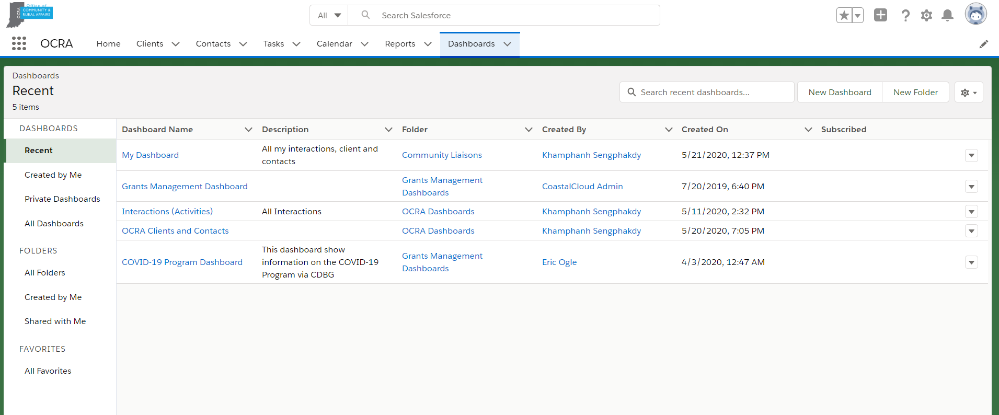 Office of
COMMUNITY &
RURAL AFFAIRS
OCRA
All
Search Salesforce
OCRA
Home
Clients
Contacts
Tasks
Calendar
Reports
Dashboards
Dashboards
Recent
5 items
Search recent dashboards...
New Dashboard
New Folder
DASHBOARDS
Recent
Created by Me
Private Dashboards
All Dashboards
FOLDERS
All Folders
Created by Me
Shared with Me
FAVORITES
All Favorites
Dashboard Name
Description
Folder
Created By
Created On
Subscribed
My Dashboard
All my interactions, client and
contacts
Community Liaisons
Khamphanh Sengphakdy
5/21/2020, 12:37 PM
Grants Management Dashboard
Grants Management
Dashboards
CoastalCloud Admin
7/20/2019, 6:40 PM
Interactions (Activities)
All Interactions
OCRA Dashboards
Khamphanh Sengphakdy
5/11/2020, 2:32 PM
OCRA Clients and Contacts
OCRA Dashboards
Khamphanh Sengphakdy
5/20/2020, 7:05 PM
COVID-19 Program Dashboard
This dashboard show
information on the COVID-19
Program via CDBG
Grants Management
Dashboards
Eric Ogle
4/3/2020, 12:47 AM